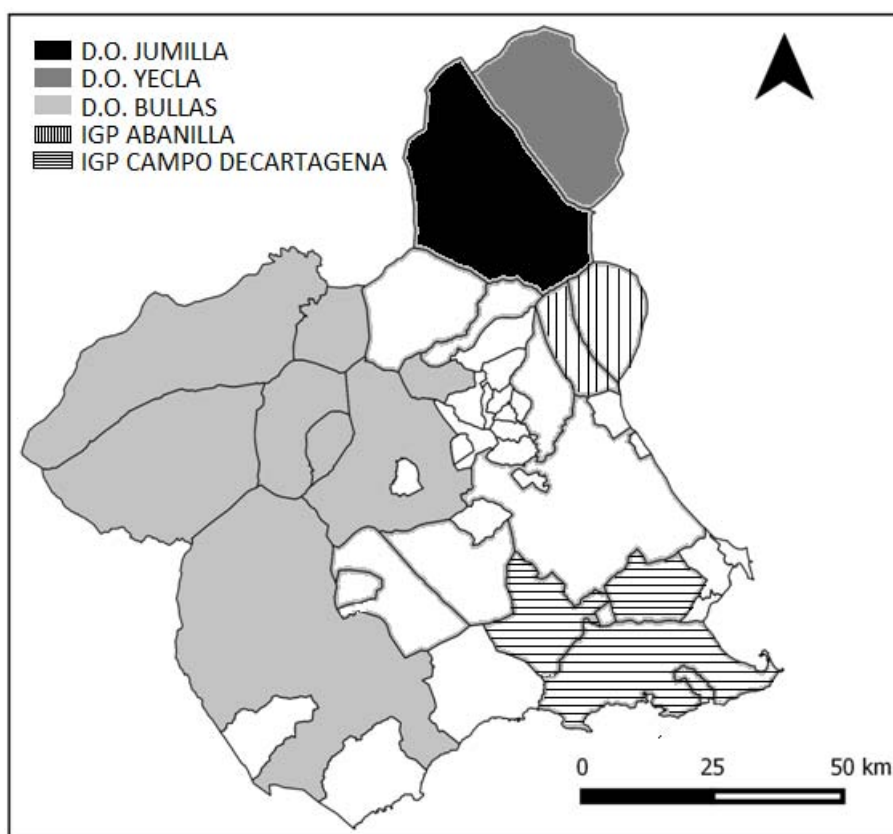 D.O. JUMILLA
D.O. YECLA
D.O. BULLAS
IGP ABANILLA
IGP CAMPO DECARTAGENA
0 25 50 km